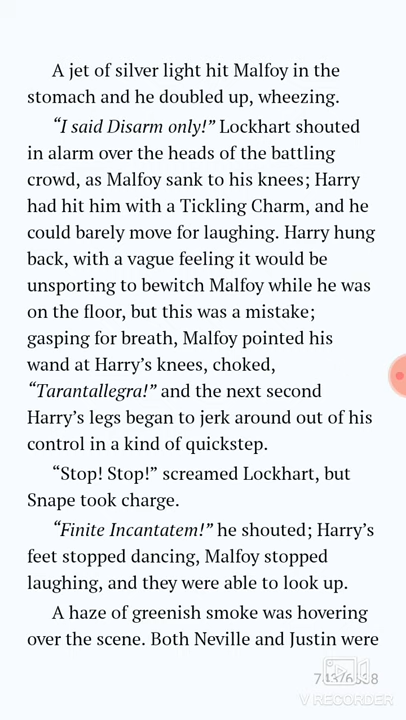 A jet of silver light hit Malfoy in the
stomach and he doubled up, wheezing.
“I said Disarm only!” Lockhart shouted
in alarm over the heads of the battling
crowd, as Malfoy sank to his knees; Harry
had hit him with a Tickling Charm, and he
could barely move for laughing. Harry hung
back, with a vague feeling it would be
unsporting to bewitch Malfoy while he was
on the floor, but this was a mistake;
gasping for breath, Malfoy pointed his
wand at Harry’s knees, choked,
“Tarantallegra!” and the next second
Harry’s legs began to jerk around out of his
control in a kind of quickstep.
“Stop! Stop!” screamed Lockhart, but
Snape took charge.
“Finite Incantatem!” he shouted; Harry’s
feet stopped dancing, Malfoy stopped
laughing, and they were able to look up.
A haze of greenish smoke was hovering
over the scene. Both Neville and Justin were
V RECORDER